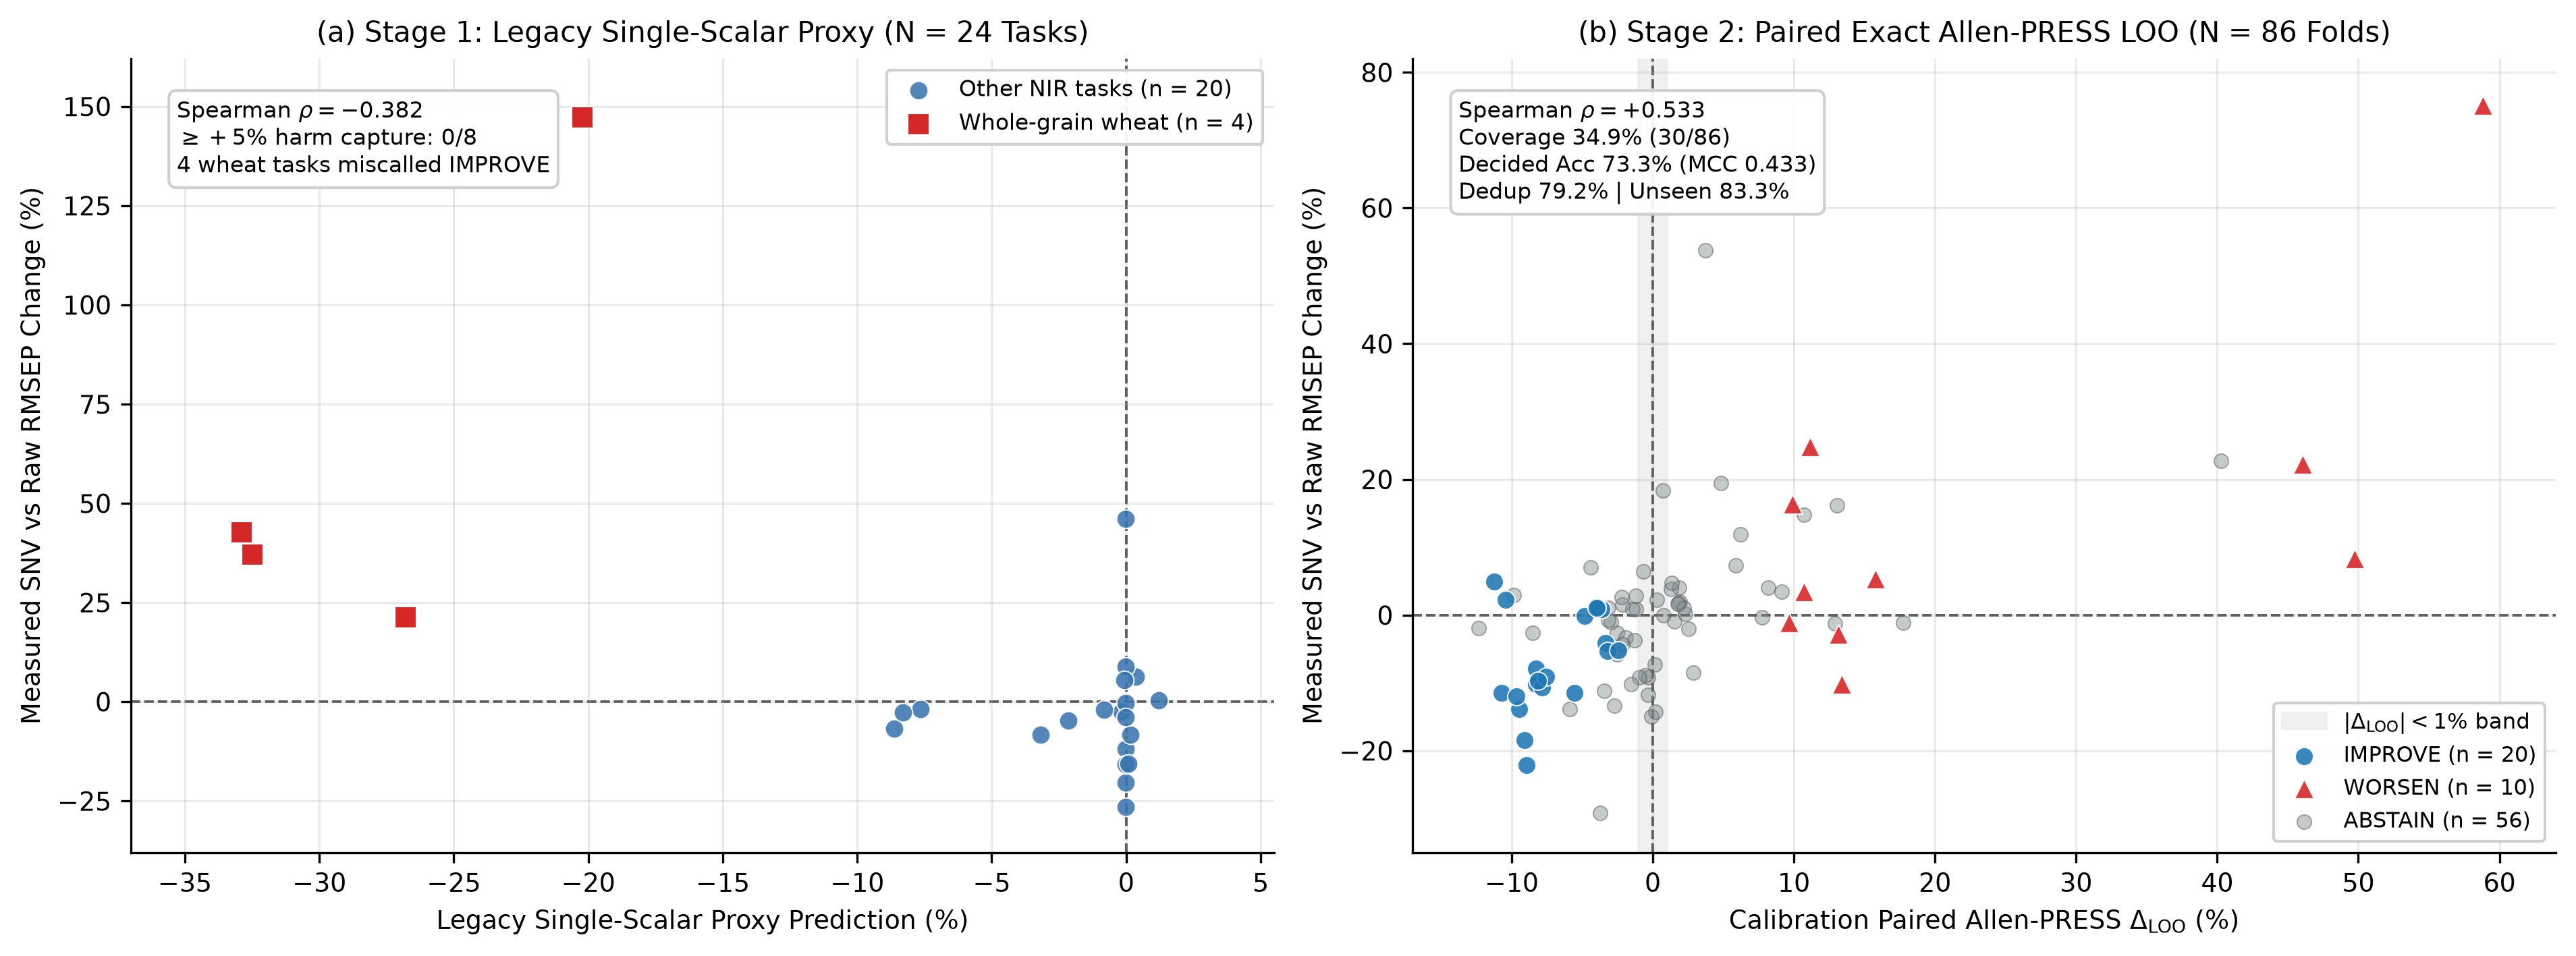 (a) Stage 1: Legacy Single-Scalar Proxy (N = 24 Tasks)
Measured SNV vs Raw RMSEP Change (%)
150
125
100
75
50
25
0
−25
Spearman ρ = −0.382
≥ +5% harm capture: 0/8
4 wheat tasks miscalled IMPROVE
Other NIR tasks (n = 20)
Whole-grain wheat (n = 4)
−35 −30 −25 −20 −15 −10 −5 0 5
Legacy Single-Scalar Proxy Prediction (%)
(b) Stage 2: Paired Exact Allen-PRESS LOO (N = 86 Folds)
Measured SNV vs Raw RMSEP Change (%)
80
60
40
20
0
−20
Spearman ρ = +0.533
Coverage 34.9% (30/86)
Decided Acc 73.3% (MCC 0.433)
Dedup 79.2% | Unseen 83.3%
|Δ_LOO| < 1% band
IMPROVE (n = 20)
WORSEN (n = 10)
ABSTAIN (n = 56)
−10 0 10 20 30 40 50 60
Calibration Paired Allen-PRESS Δ_LOO (%)